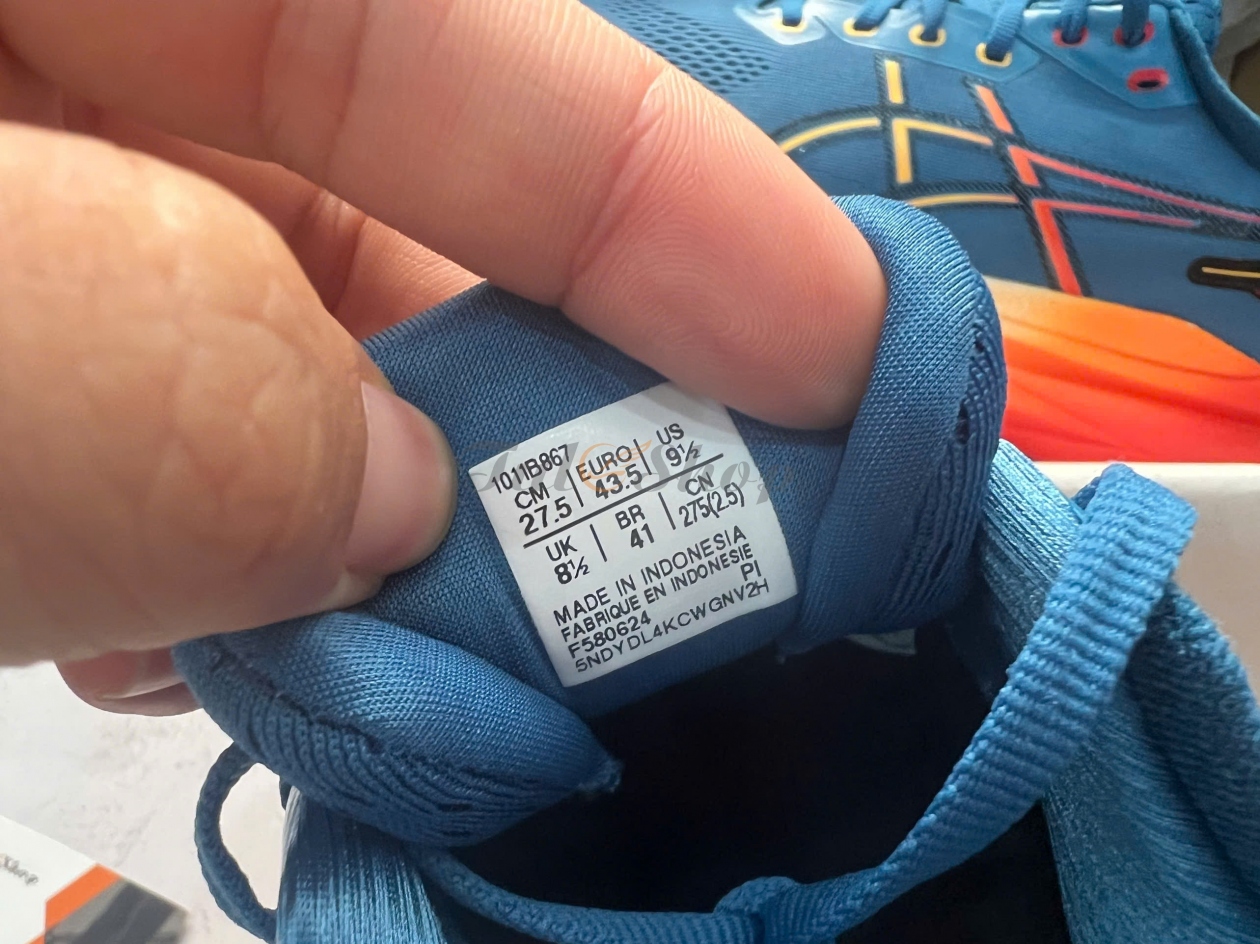 1011B867
CM EURO US
27.5 43.5 9½
UK BR CN
8½ 41 275(2.5)
MADE IN INDONESIA
FABRIQUE EN INDONESIE
F580624 PI
5NDYDL4KCWGNV2H
Shop